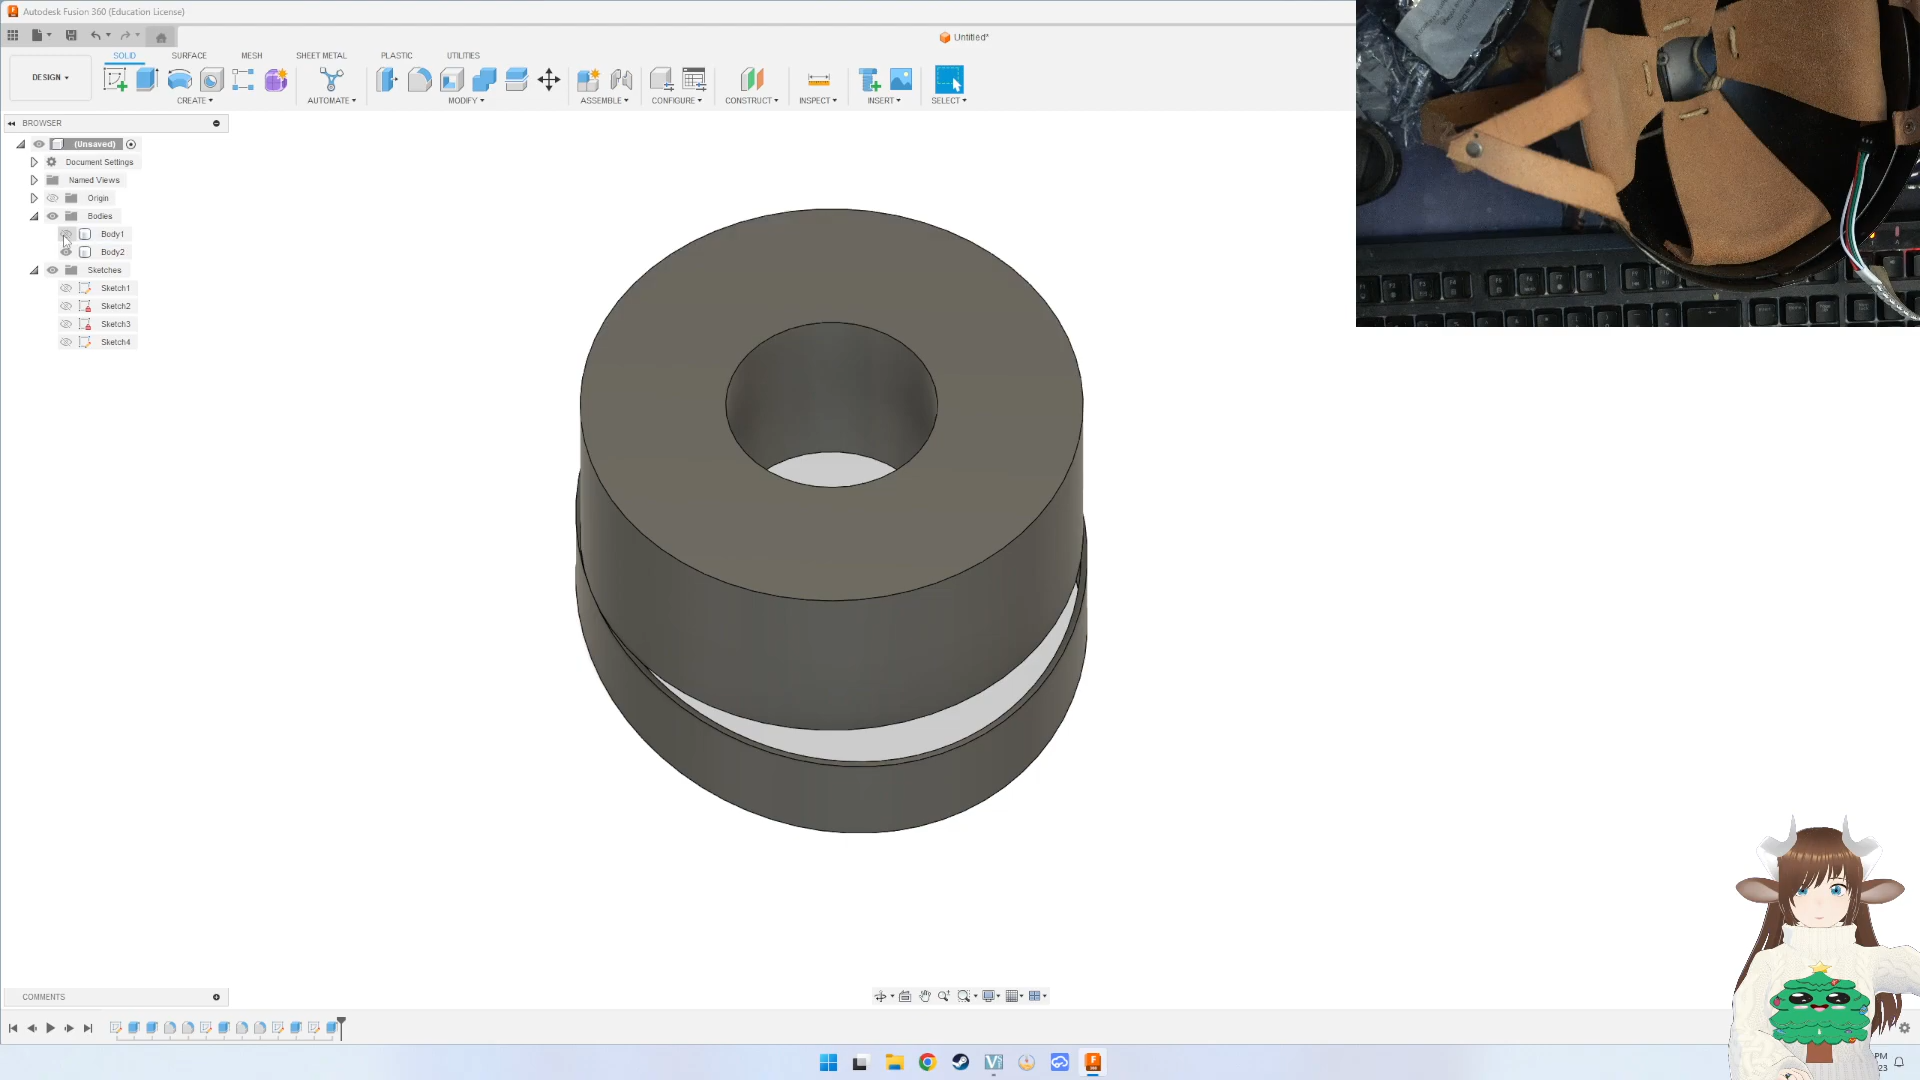 Autodesk Fusion 360 (Education License)
Untitled*
SOLID SURFACE MESH SHEET METAL PLASTIC UTILITIES
DESIGN
CREATE AUTOMATE MODIFY ASSEMBLE CONFIGURE CONSTRUCT INSPECT INSERT SELECT
BROWSER
(Unsaved)
Document Settings
Named Views
Origin
Bodies
Body1
Body2
Sketches
Sketch1
Sketch2
Sketch3
Sketch4
COMMENTS
PM
23